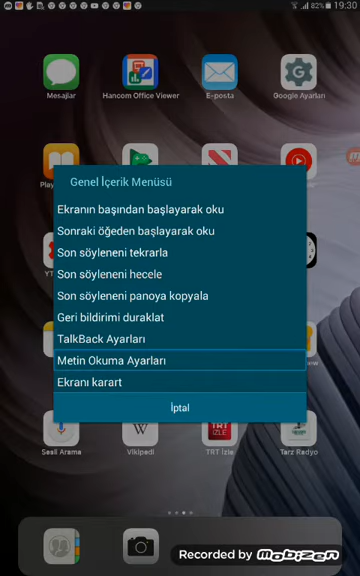 82% 19:30
Mesajlar
Hancom Office Viewer
E-posta
Google Ayarları
Genel İçerik Menüsü
Ekranın başından başlayarak oku
Sonraki öğeden başlayarak oku
Son söyleneni tekrarla
Son söyleneni hecele
Son söyleneni panoya kopyala
Geri bildirimi duraklat
TalkBack Ayarları
Metin Okuma Ayarları
Ekranı karart
İptal
Sesli Arama
Vikipedi
TRT İzle
Tarz Radyo
Recorded by Mobizen